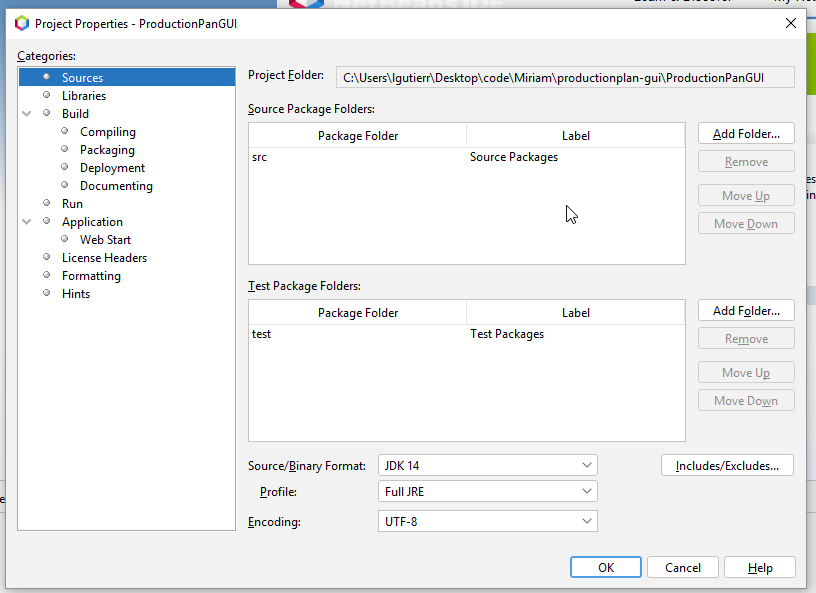 Project Properties - ProductionPanGUI
Categories:
Sources
Libraries
Build
Compiling
Packaging
Deployment
Documenting
Run
Application
Web Start
License Headers
Formatting
Hints
Project Folder: C:\Users\lgutierr\Desktop\code\Miriam\productionplan-gui\ProductionPanGUI
Source Package Folders:
Package Folder Label
src Source Packages
Add Folder...
Remove
Move Up
Move Down
Test Package Folders:
Package Folder Label
test Test Packages
Add Folder...
Remove
Move Up
Move Down
Source/Binary Format: JDK 14
Includes/Excludes...
Profile: Full JRE
Encoding: UTF-8
OK Cancel Help